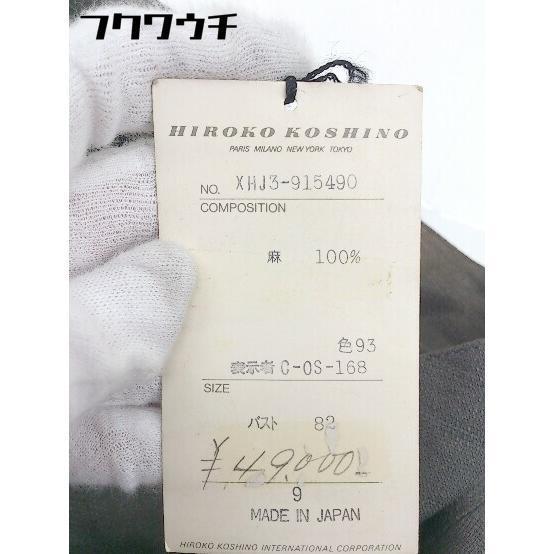 フクワウチ
HIROKO KOSHINO
PARIS MILANO NEW YORK TOKYO
NO. XHJ3-915490
COMPOSITION
麻 100%
色93
表示者 C-OS-168
SIZE
バスト 82
¥49,000-
9
MADE IN JAPAN
HIROKO KOSHINO INTERNATIONAL CORPORATION